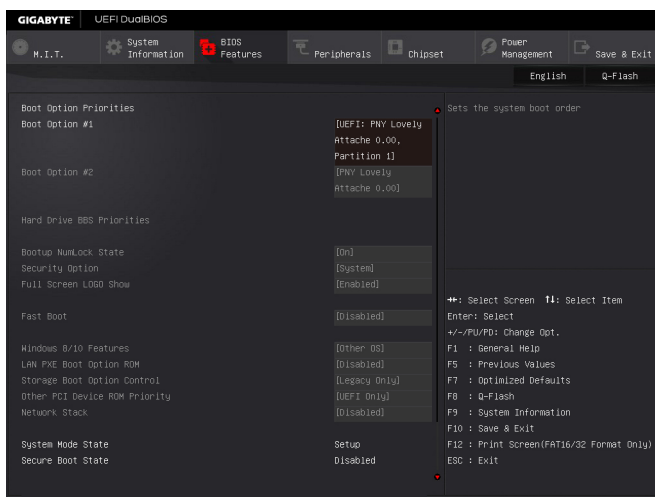 GIGABYTE™ UEFI DualBIOS
M.I.T.
System
Information
BIOS
Features
Peripherals
Chipset
Power
Management
Save & Exit
English Q-Flash
Boot Option Priorities
Boot Option #1 [UEFI: PNY Lovely
Attache 0.00,
Partition 1]
Boot Option #2 [PNY Lovely
Attache 0.00]
Hard Drive BBS Priorities
Bootup NumLock State [On]
Security Option [System]
Full Screen LOGO Show [Enabled]
Fast Boot [Disabled]
Windows 8/10 Features [Other OS]
LAN PXE Boot Option ROM [Disabled]
Storage Boot Option Control [Legacy Only]
Other PCI Device ROM Priority [UEFI Only]
Network Stack [Disabled]
System Mode State Setup
Secure Boot State Disabled
Sets the system boot order
→←: Select Screen ↑↓: Select Item
Enter: Select
+/-/PU/PD: Change Opt.
F1 : General Help
F5 : Previous Values
F7 : Optimized Defaults
F8 : Q-Flash
F9 : System Information
F10 : Save & Exit
F12 : Print Screen(FAT16/32 Format Only)
ESC : Exit